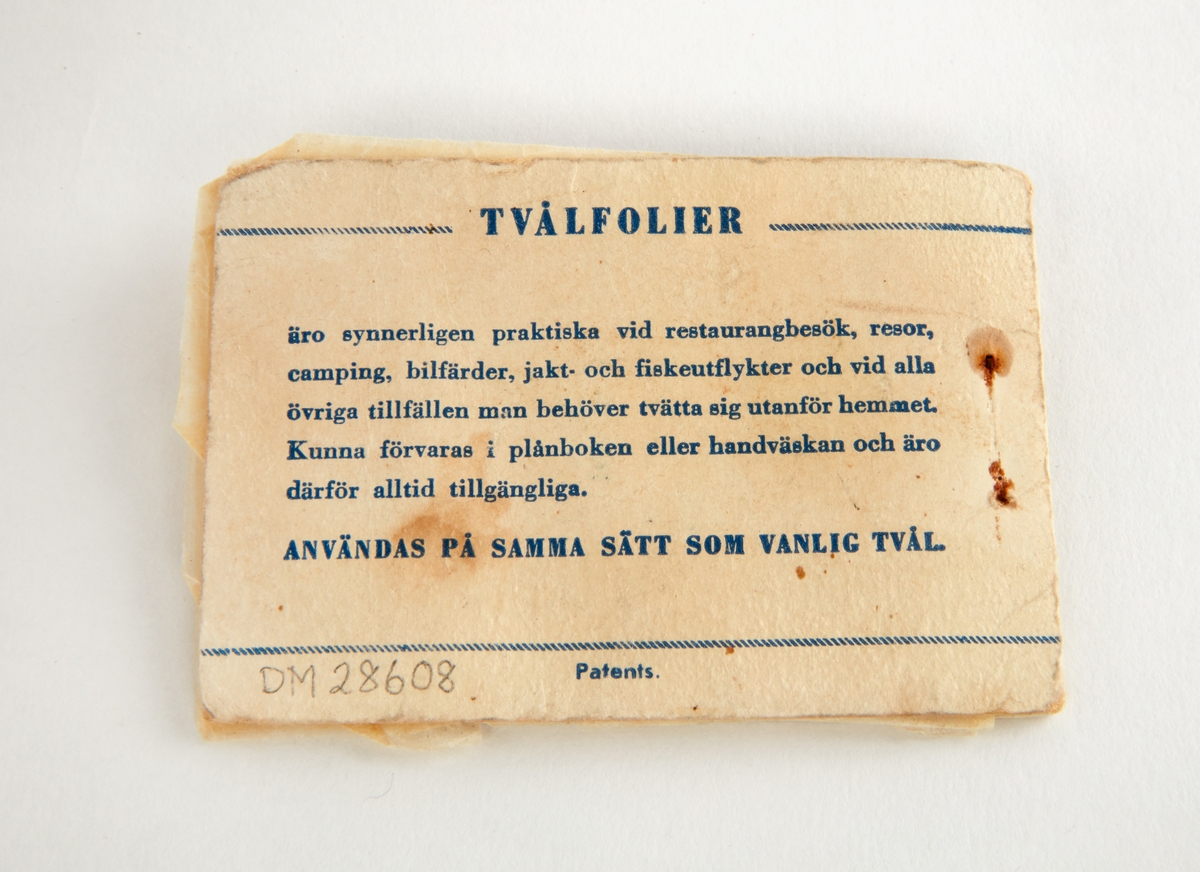 TVÅLFOLIER
äro synnerligen praktiska vid restaurangbesök, resor,
camping, bilfärder, jakt- och fiskeutflykter och vid alla
övriga tillfällen man behöver tvätta sig utanför hemmet.
Kunna förvaras i plånboken eller handväskan och äro
därför alltid tillgängliga.
ANVÄNDAS PÅ SAMMA SÄTT SOM VANLIG TVÅL.
Patents.
DM 28608